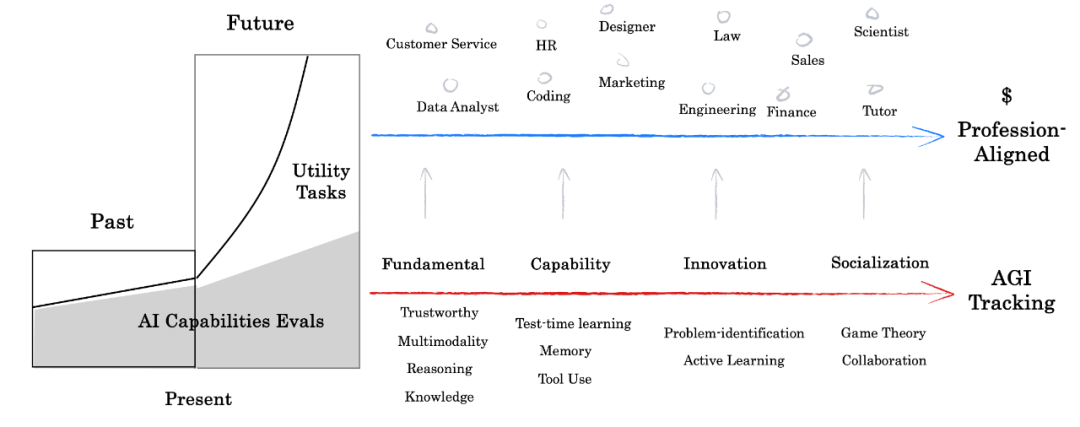 Future
Past
Utility
Tasks
AI Capabilities Evals
Present
Customer Service
HR
Designer
Law
Sales
Scientist
Data Analyst
Coding
Marketing
Engineering
Finance
Tutor
$
Profession-
Aligned
Fundamental
Capability
Innovation
Socialization
AGI
Tracking
Trustworthy
Multimodality
Reasoning
Knowledge
Test-time learning
Memory
Tool Use
Problem-identification
Active Learning
Game Theory
Collaboration